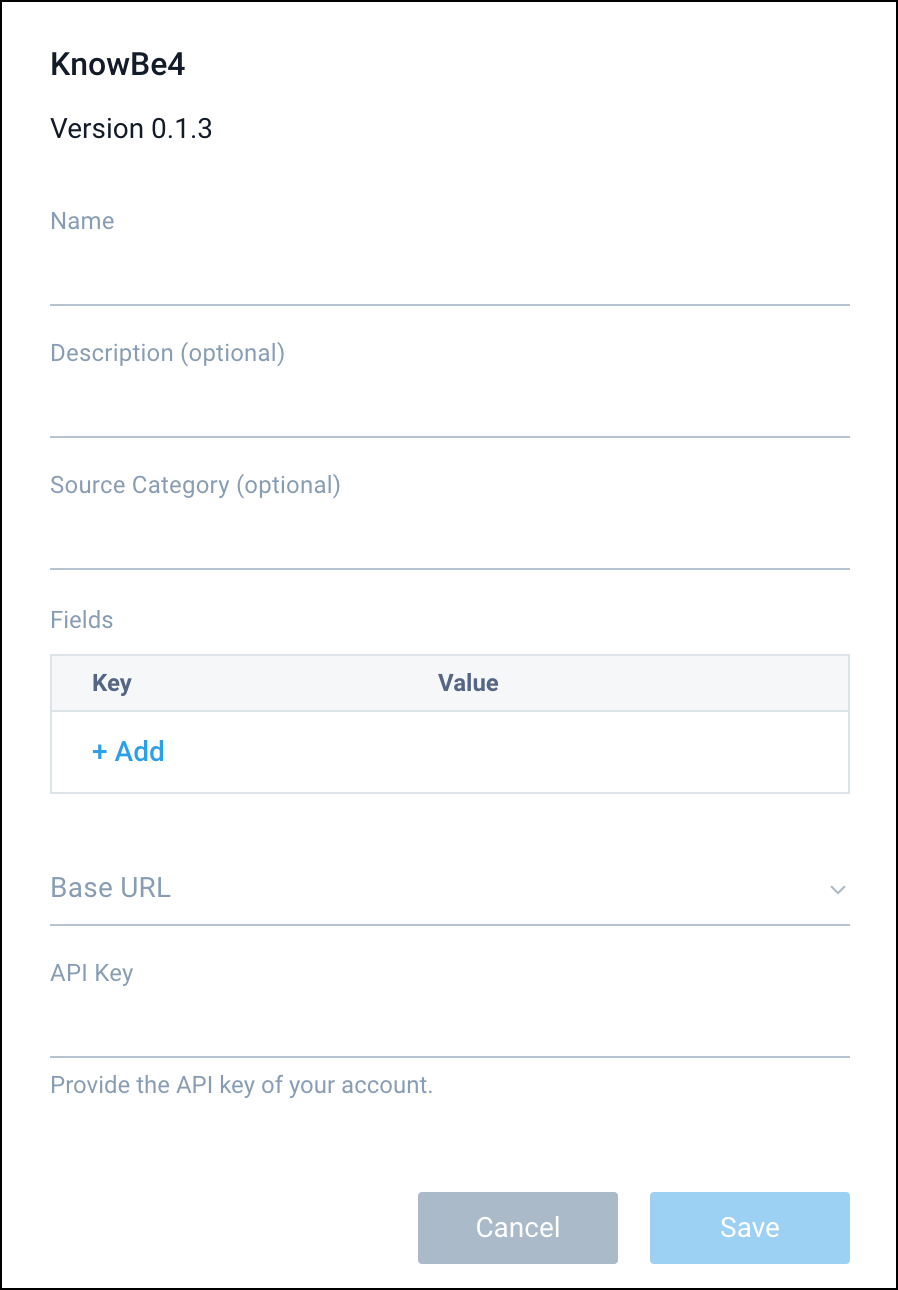 KnowBe4
Version 0.1.3
Name
Description (optional)
Source Category (optional)
Fields
Key Value
+ Add
Base URL
API Key
Provide the API key of your account.
Cancel Save